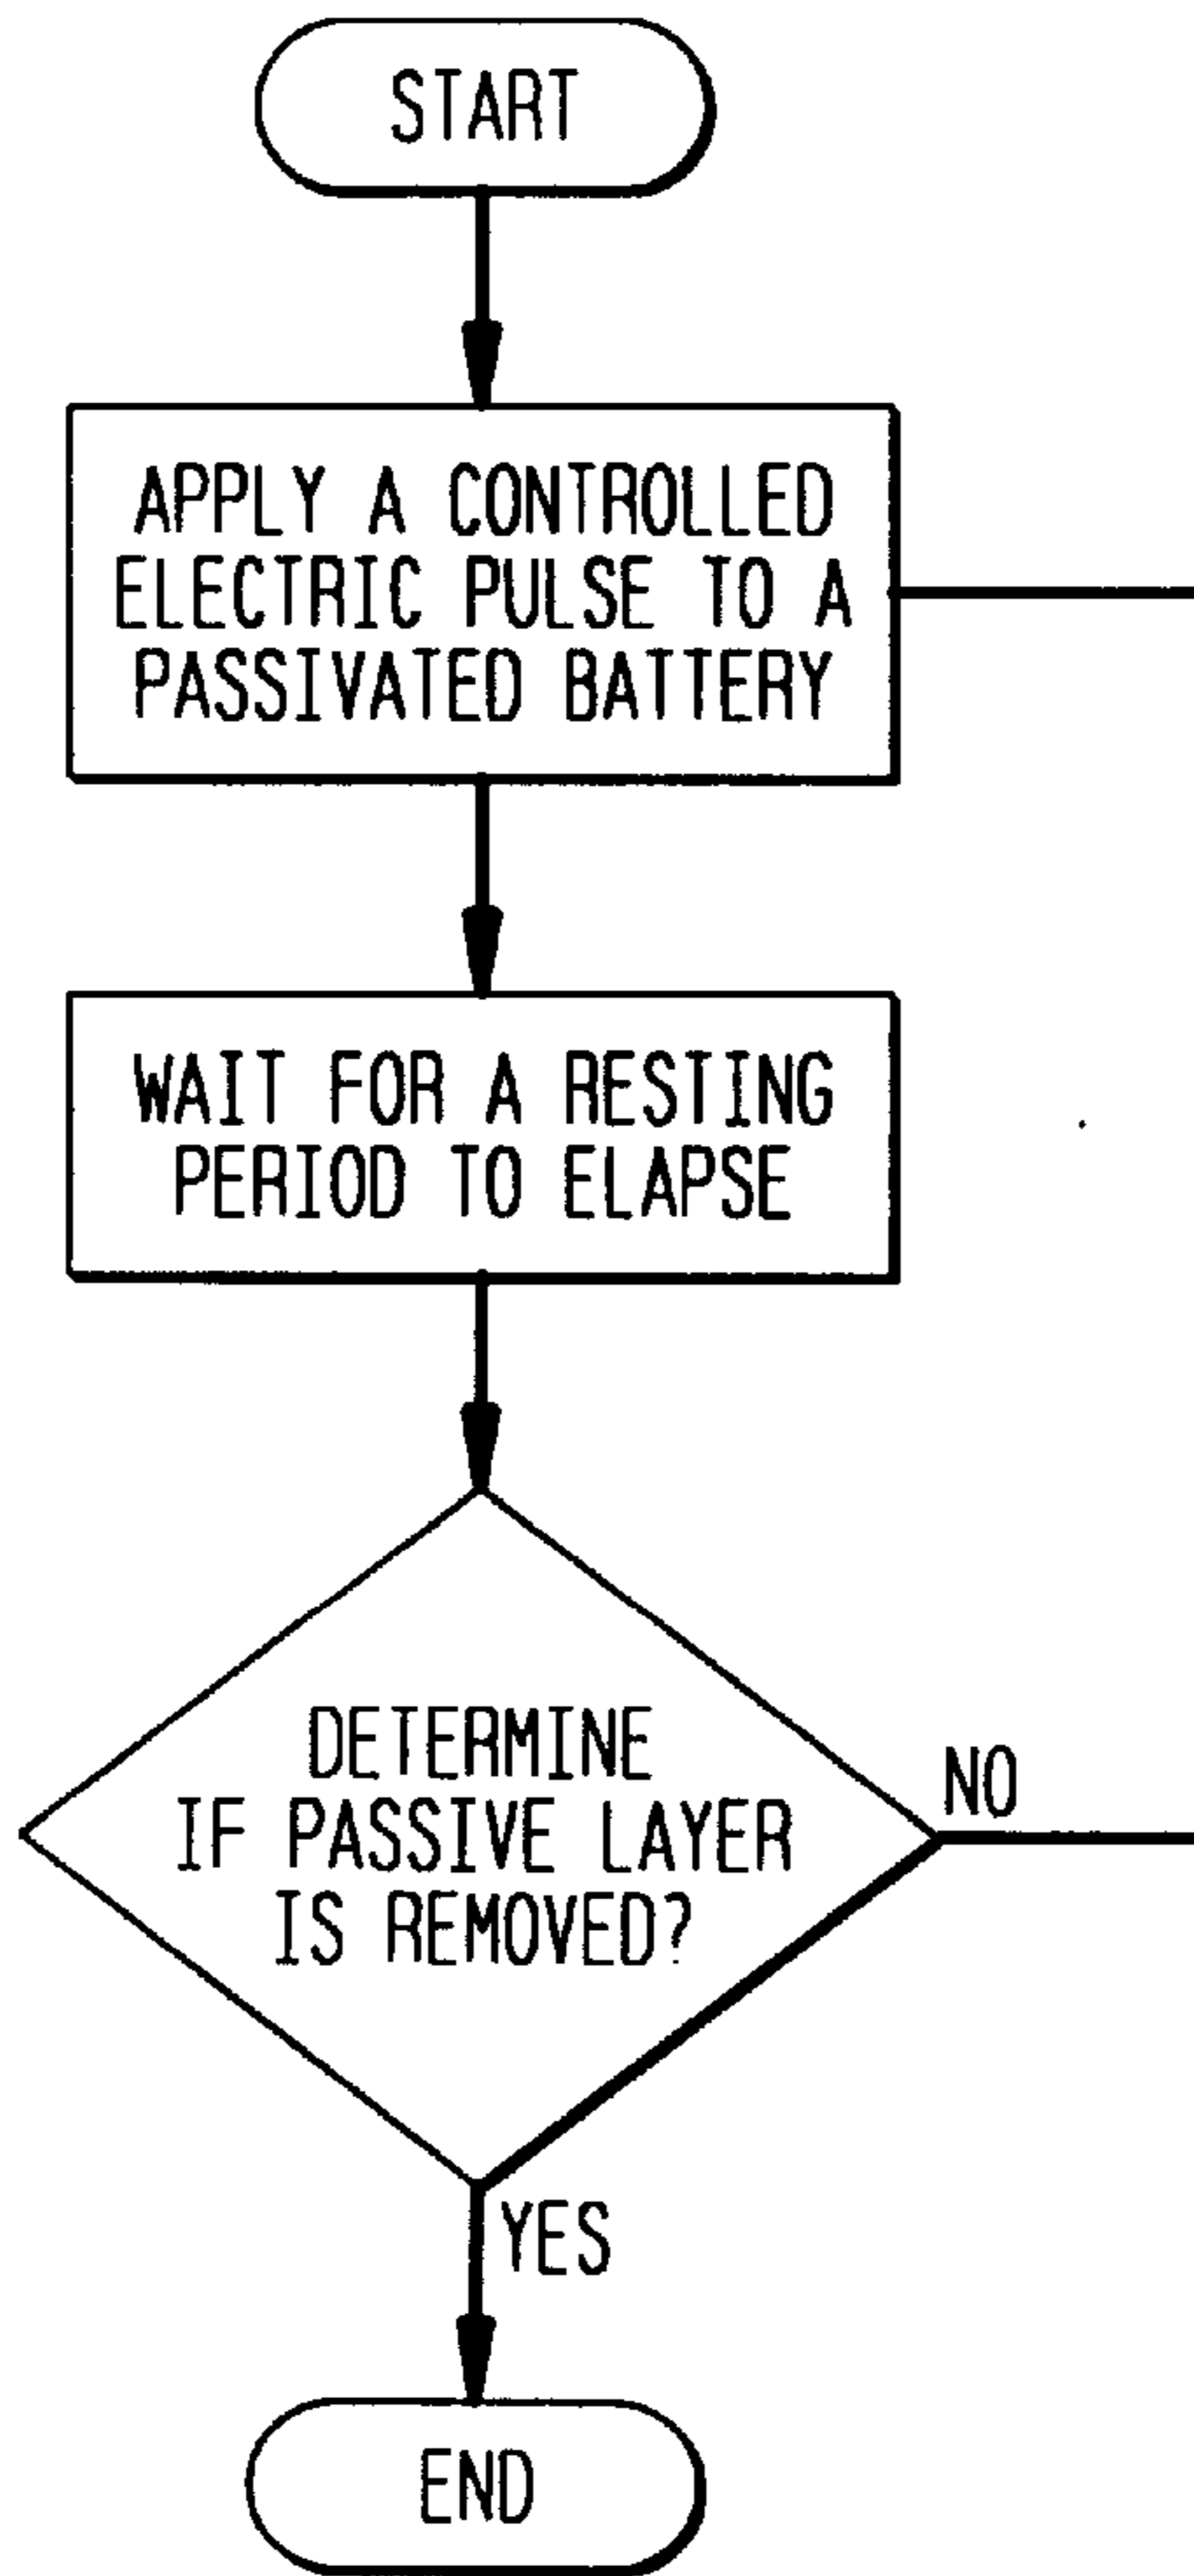 START
APPLY A CONTROLLED
ELECTRIC PULSE TO A
PASSIVATED BATTERY
WAIT FOR A RESTING
PERIOD TO ELAPSE
DETERMINE
IF PASSIVE LAYER
IS REMOVED?
NO
YES
END